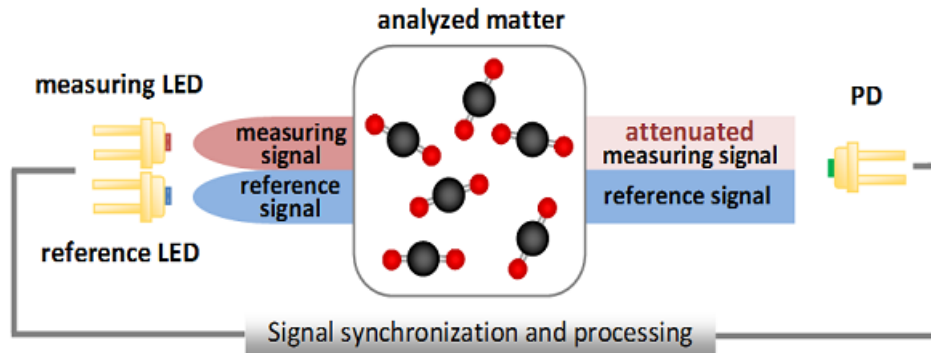 analyzed matter
measuring LED
PD
measuring
signal
attenuated
measuring signal
reference
signal
reference signal
reference LED
Signal synchronization and processing